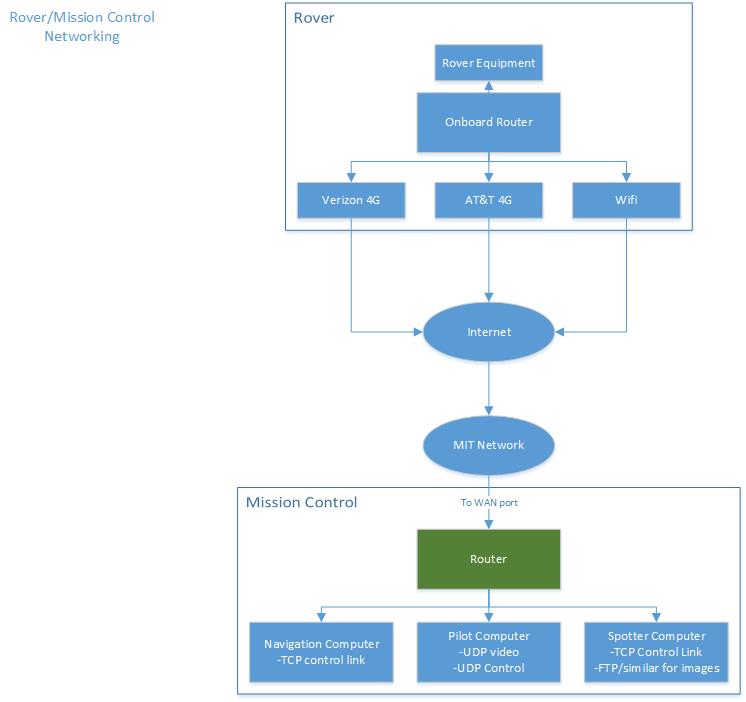 Rover/Mission Control
Networking
Rover
Rover Equipment
Onboard Router
Verizon 4G
AT&T 4G
Wifi
Internet
MIT Network
Mission Control
To WAN port
Router
Navigation Computer
-TCP control link
Pilot Computer
-UDP video
-UDP Control
Spotter Computer
-TCP Control Link
-FTP/similar for images